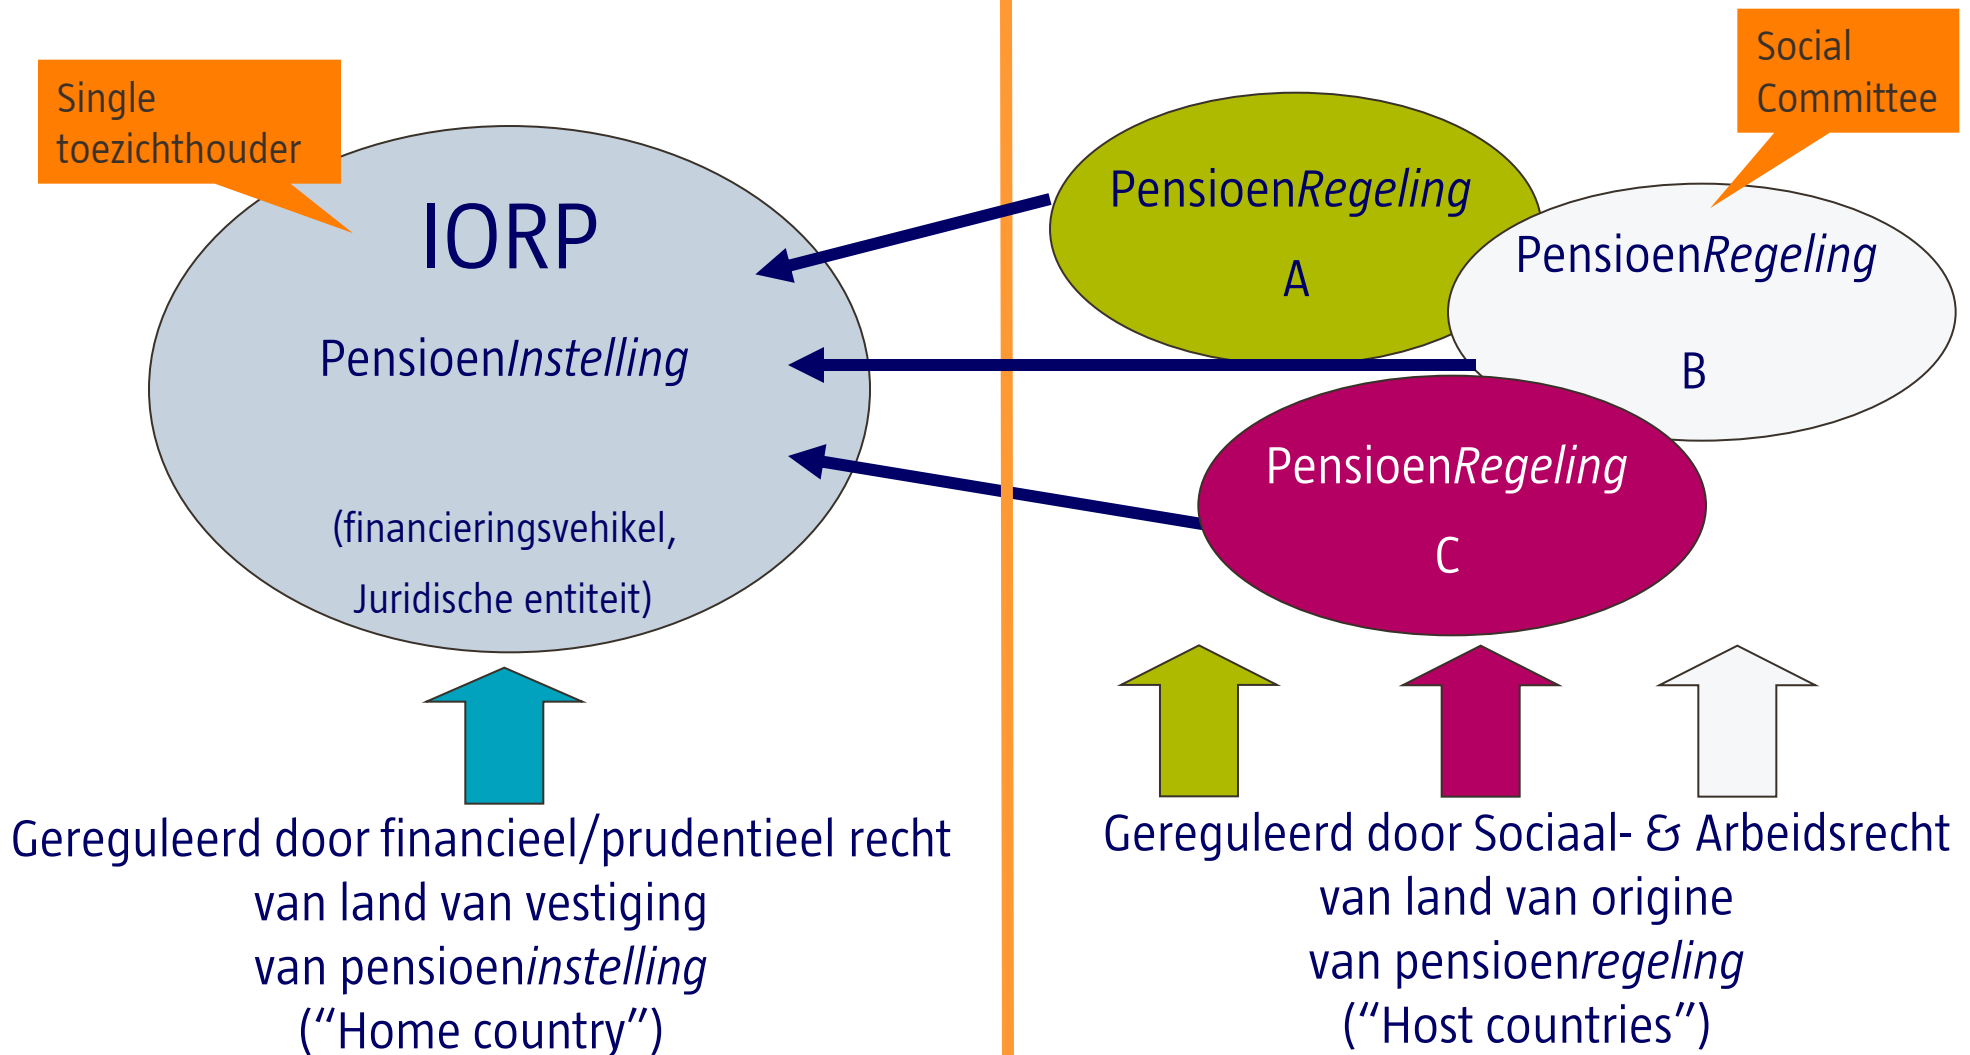 Single
toezichthouder
IORP
PensioenInstelling
(financieringsvehikel,
Juridische entiteit)
Gereguleerd door financieel/prudentieel recht
van land van vestiging
van pensioeninstelling
(“Home country”)
Social
Committee
PensioenRegeling
A
PensioenRegeling
B
PensioenRegeling
C
Gereguleerd door Sociaal- & Arbeidsrecht
van land van origine
van pensioenregeling
(“Host countries”)